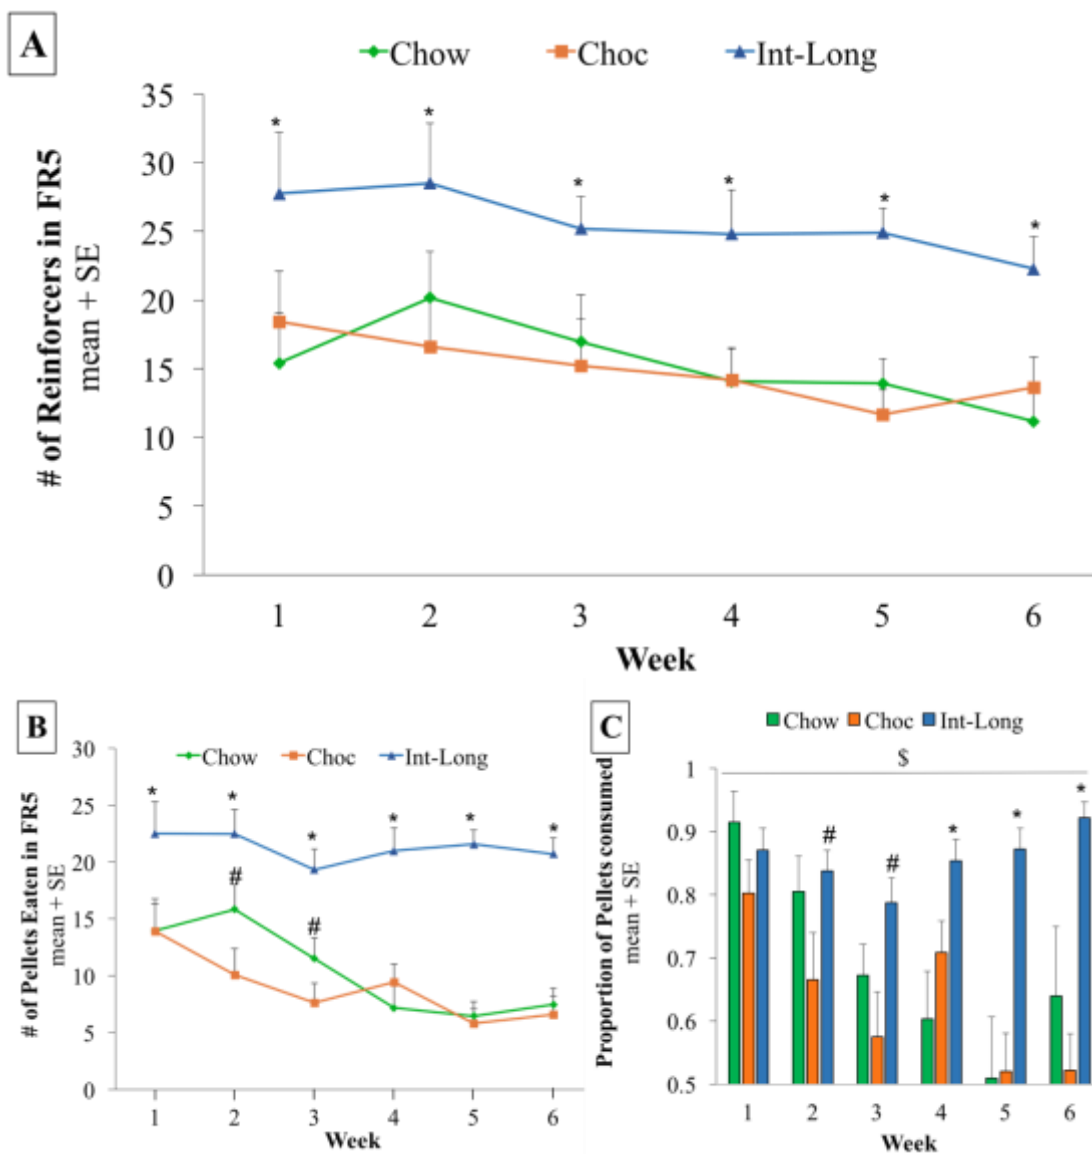 A
Chow Choc Int-Long
# of Reinforcers in FR5
mean + SE
35
30
25
20
15
10
5
0
* * * * * *
1 2 3 4 5 6
Week
B
Chow Choc Int-Long
# of Pellets Eaten in FR5
mean + SE
30
25
20
15
10
5
0
* * * * * *
# #
1 2 3 4 5 6
Week
C
Chow Choc Int-Long
$
Proportion of Pellets consumed
mean + SE
1
0.9
0.8
0.7
0.6
0.5
# # * * *
1 2 3 4 5 6
Week